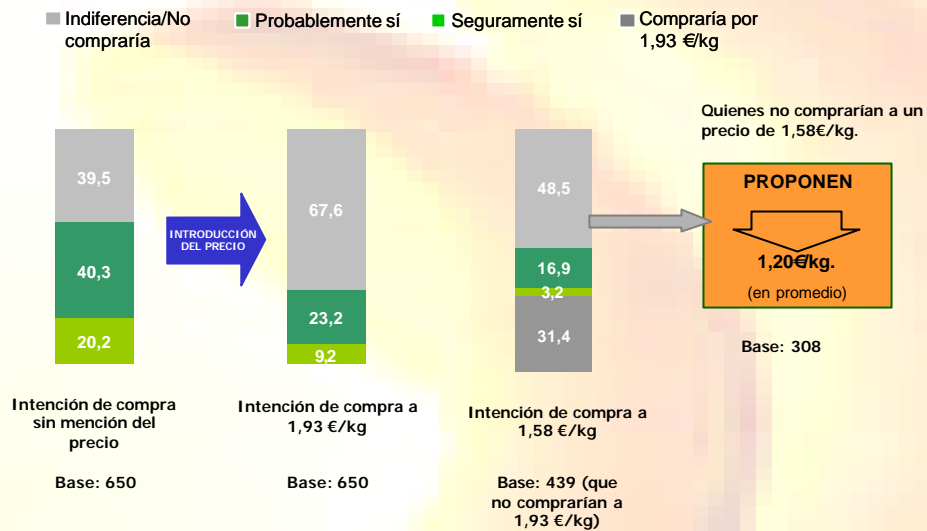 Indiferencia/No
compraría
Probablemente sí
Seguramente sí
Compraría por
1,93 €/kg
Quienes no comprarían a un
precio de 1,58€/kg.
39,5
40,3
20,2
INTRODUCCIÓN
DEL PRECIO
67,6
23,2
9,2
48,5
16,9
3,2
31,4
PROPONEN
1,20€/kg.
(en promedio)
Base: 308
Intención de compra
sin mención del
precio
Base: 650
Intención de compra a
1,93 €/kg
Base: 650
Intención de compra a
1,58 €/kg
Base: 439 (que
no comprarían a
1,93 €/kg)